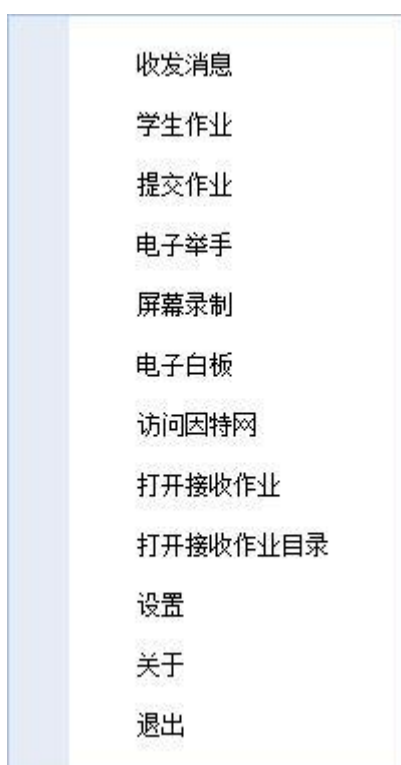 收发消息
学生作业
提交作业
电子举手
屏幕录制
电子白板
访问因特网
打开接收作业
打开接收作业目录
设置
关于
退出